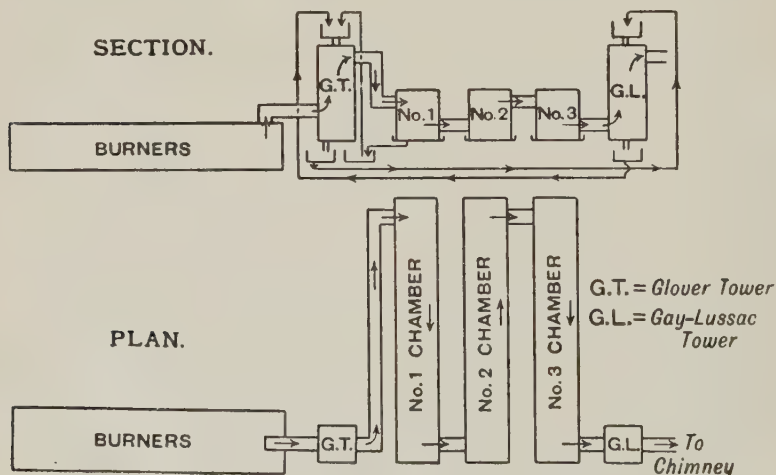 SECTION.
G.T.
No.1
No.2
No.3
G.L.
BURNERS
PLAN.
No.1 CHAMBER
No.2 CHAMBER
No.3 CHAMBER
G.T.= Glover Tower
G.L.= Gay-Lussac
Tower
BURNERS
G.T.
G.L.
To
Chimney